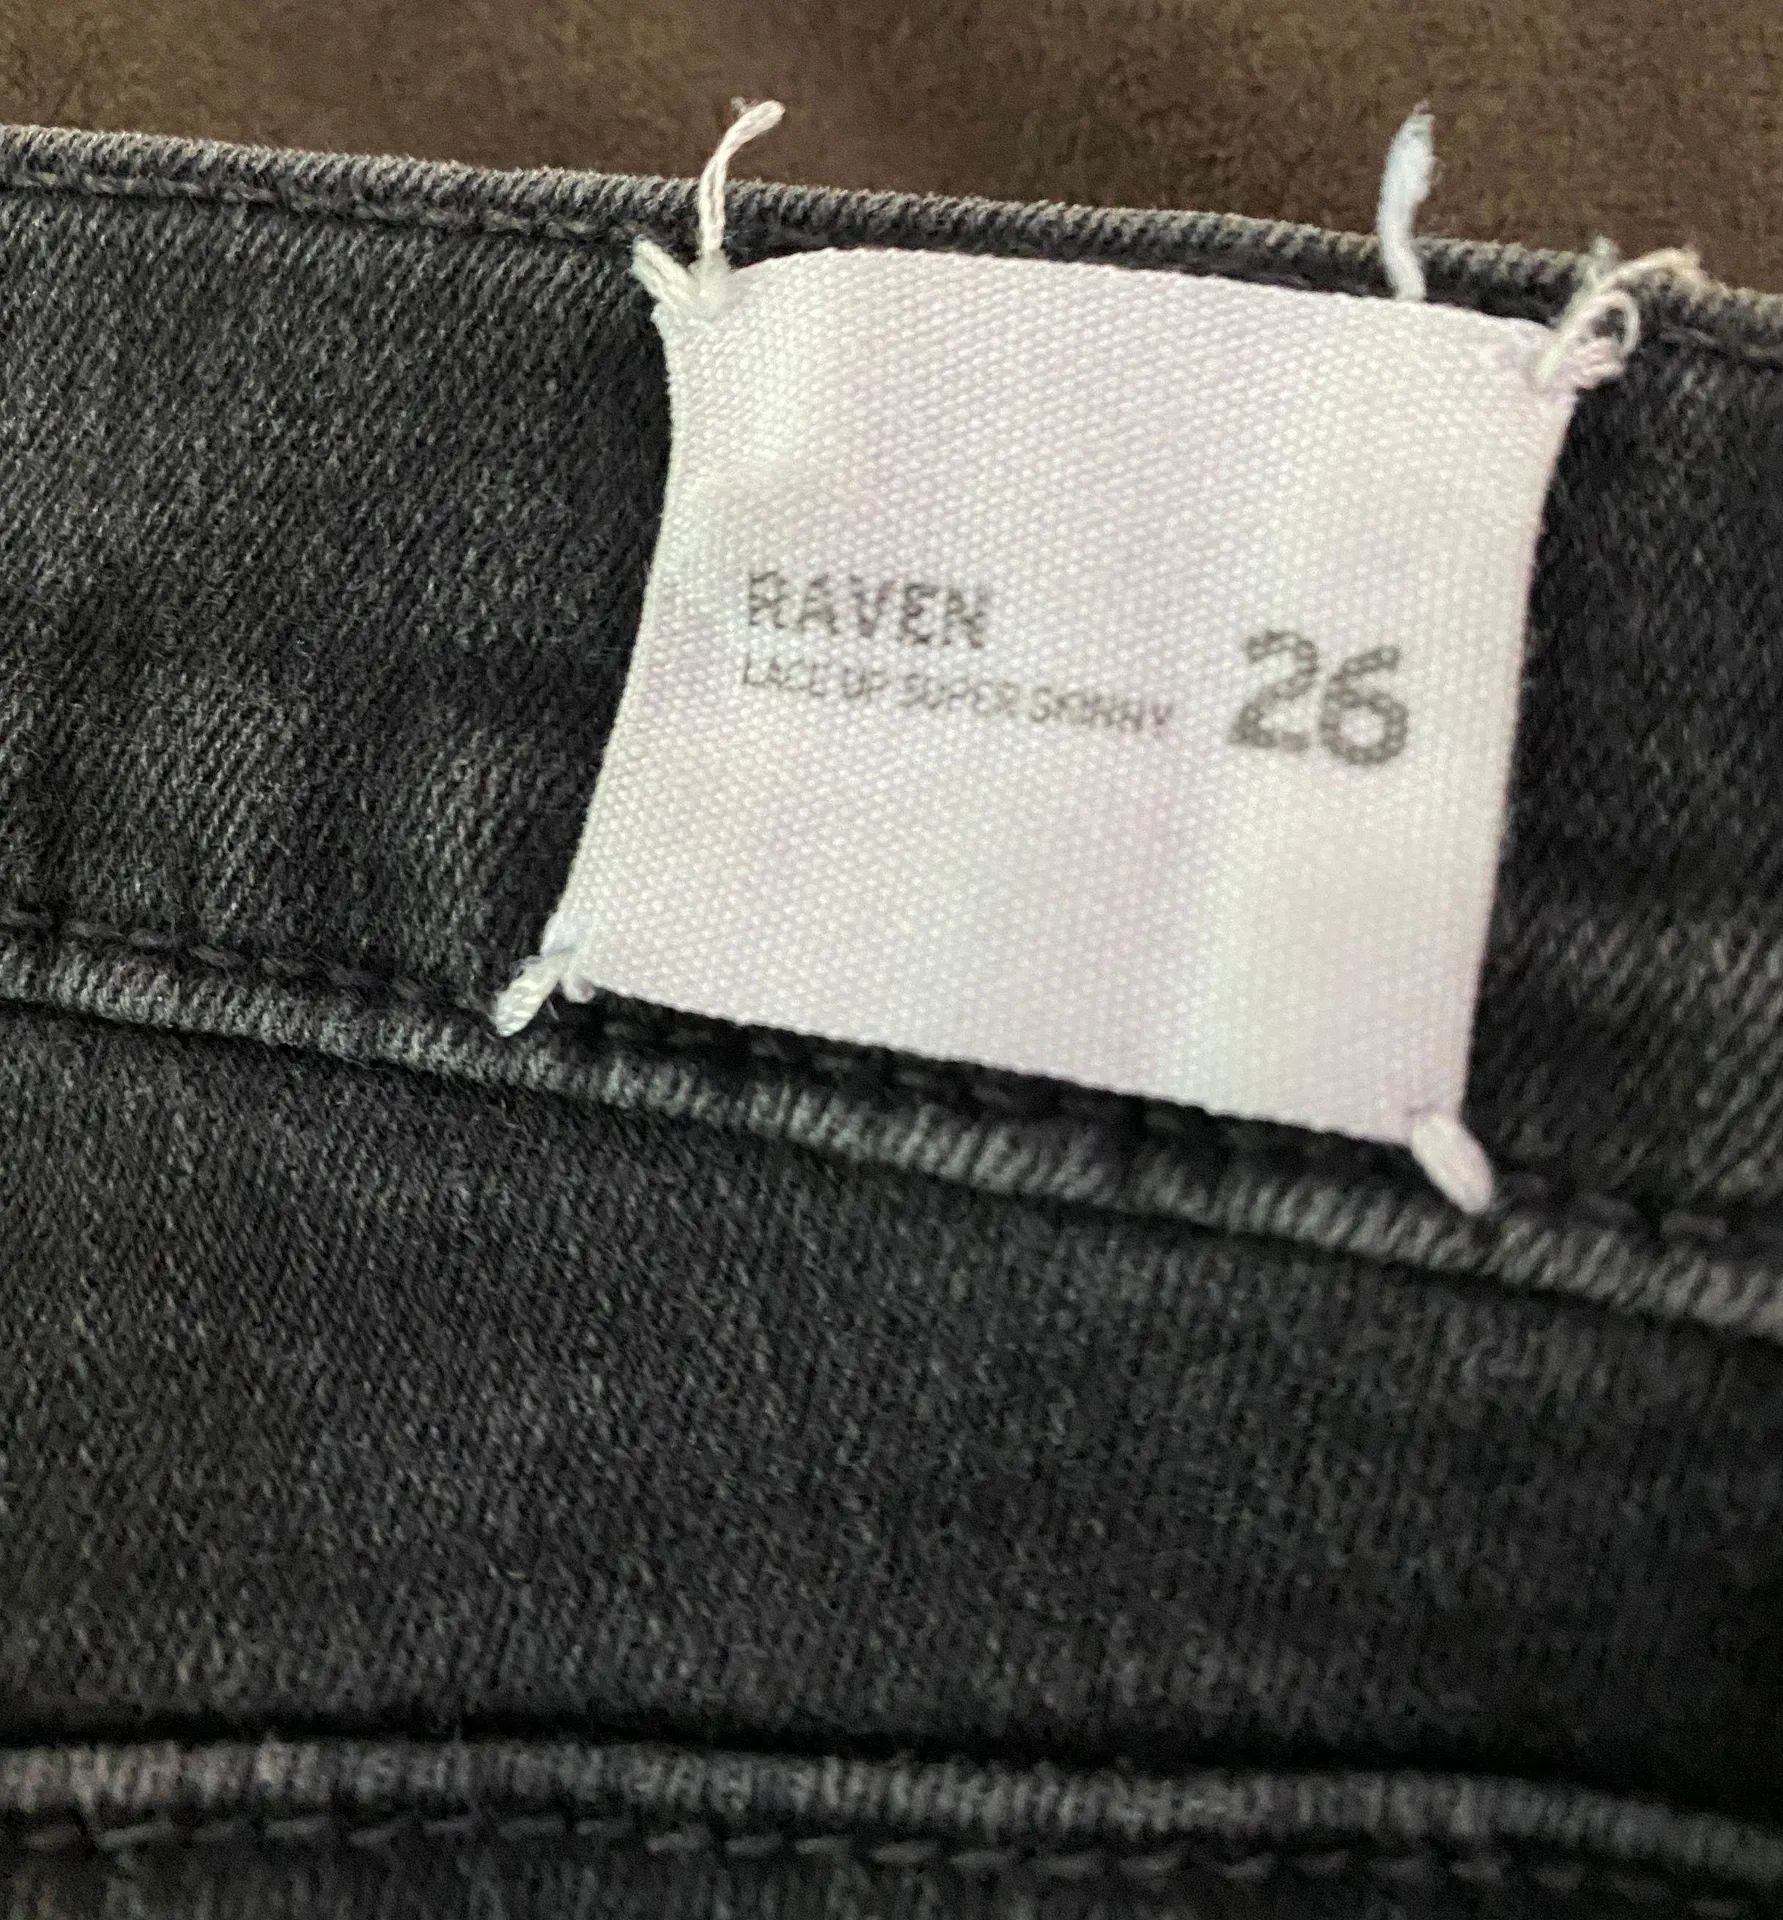 RAVEN
LACE UP SUPER SKINNY
26